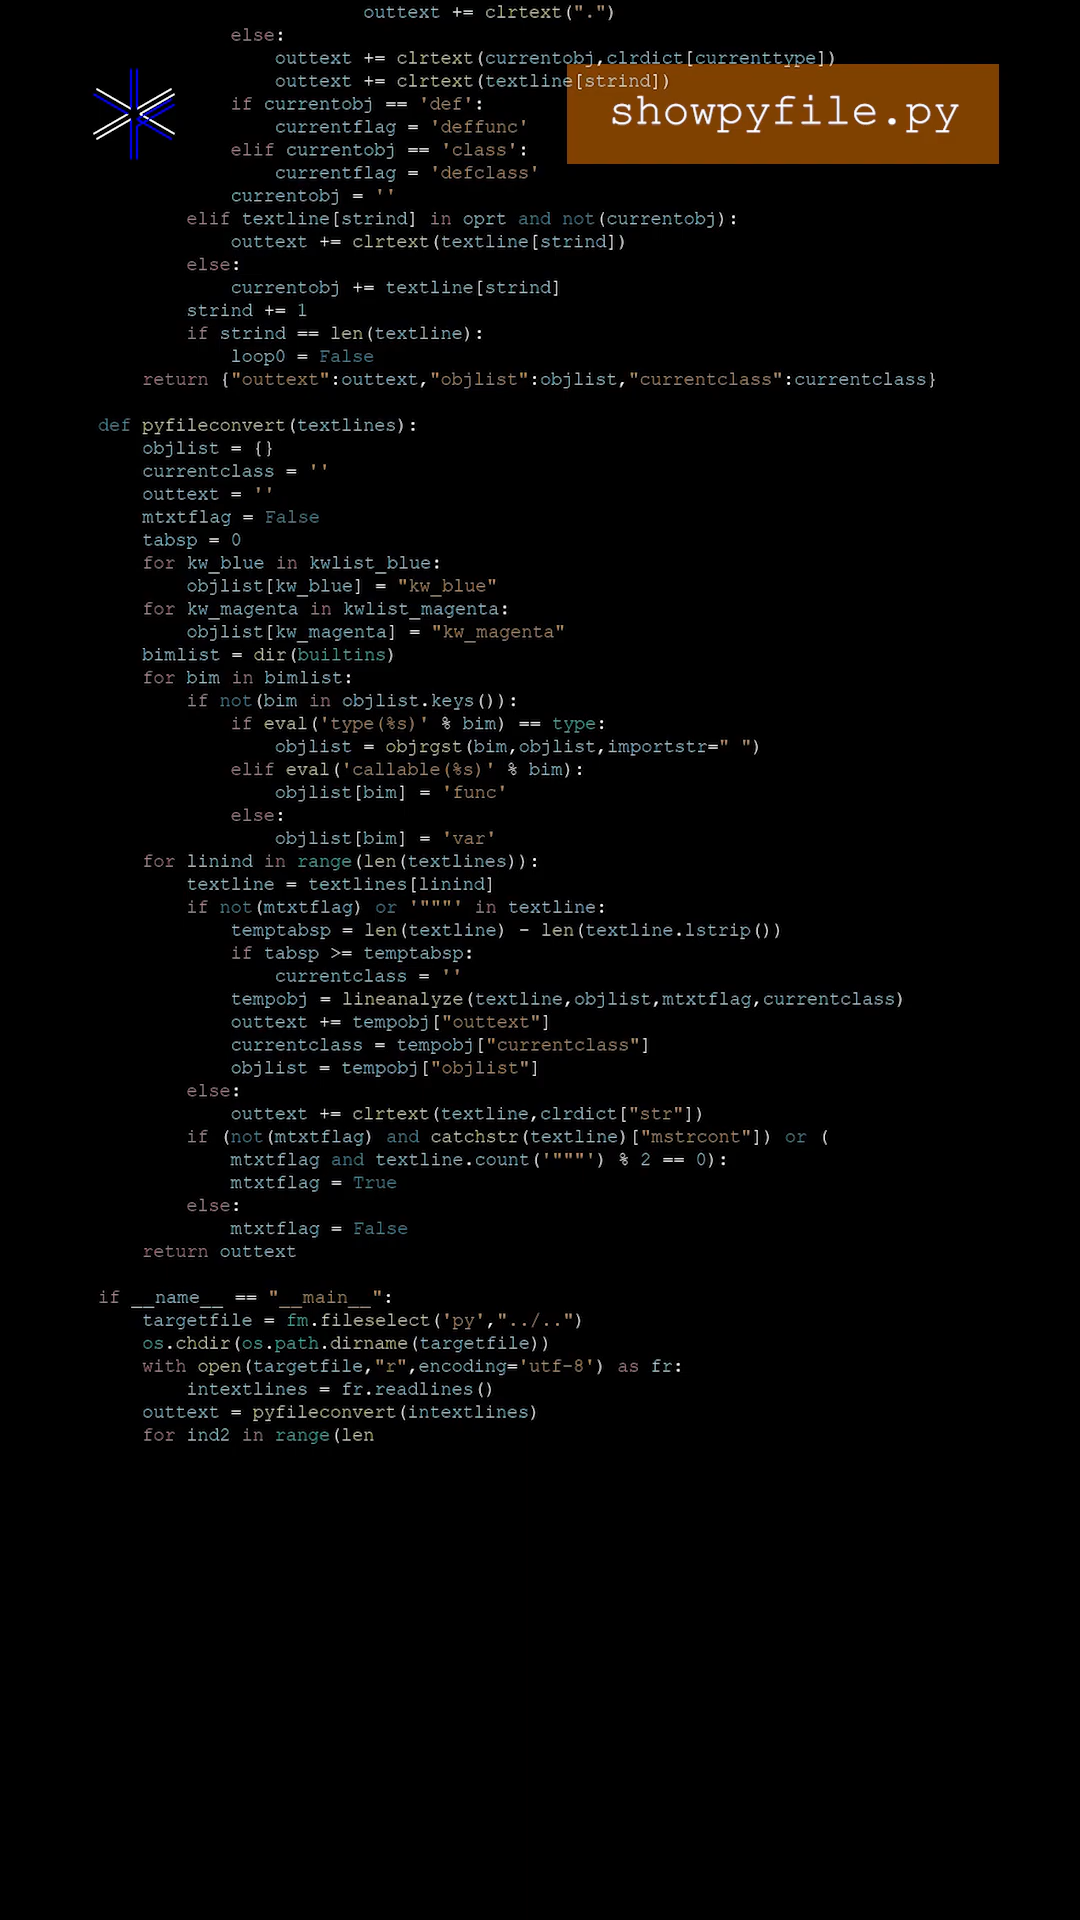 outtext += clrtext(".")
            else:
                outtext += clrtext(currentobj,clrdict[currenttype])
                outtext += clrtext(textline[strind])
showpyfile.py
            if currentobj == 'def':
                currentflag = 'deffunc'
            elif currentobj == 'class':
                currentflag = 'defclass'
            currentobj = ''
        elif textline[strind] in oprt and not(currentobj):
            outtext += clrtext(textline[strind])
        else:
            currentobj += textline[strind]
        strind += 1
        if strind == len(textline):
            loop0 = False
    return {"outtext":outtext,"objlist":objlist,"currentclass":currentclass}

def pyfileconvert(textlines):
    objlist = {}
    currentclass = ''
    outtext = ''
    mtxtflag = False
    tabsp = 0
    for kw_blue in kwlist_blue:
        objlist[kw_blue] = "kw_blue"
    for kw_magenta in kwlist_magenta:
        objlist[kw_magenta] = "kw_magenta"
    bimlist = dir(builtins)
    for bim in bimlist:
        if not(bim in objlist.keys()):
            if eval('type(%s)' % bim) == type:
                objlist = objrgst(bim,objlist,importstr=" ")
            elif eval('callable(%s)' % bim):
                objlist[bim] = 'func'
            else:
                objlist[bim] = 'var'
    for linind in range(len(textlines)):
        textline = textlines[linind]
        if not(mtxtflag) or '"""' in textline:
            temptabsp = len(textline) - len(textline.lstrip())
            if tabsp >= temptabsp:
                currentclass = ''
            tempobj = lineanalyze(textline,objlist,mtxtflag,currentclass)
            outtext += tempobj["outtext"]
            currentclass = tempobj["currentclass"]
            objlist = tempobj["objlist"]
        else:
            outtext += clrtext(textline,clrdict["str"])
        if (not(mtxtflag) and catchstr(textline)["mstrcont"]) or (
            mtxtflag and textline.count('"""') % 2 == 0):
            mtxtflag = True
        else:
            mtxtflag = False
    return outtext

if __name__ == "__main__":
    targetfile = fm.fileselect('py',"../..")
    os.chdir(os.path.dirname(targetfile))
    with open(targetfile,"r",encoding='utf-8') as fr:
        intextlines = fr.readlines()
    outtext = pyfileconvert(intextlines)
    for ind2 in range(len